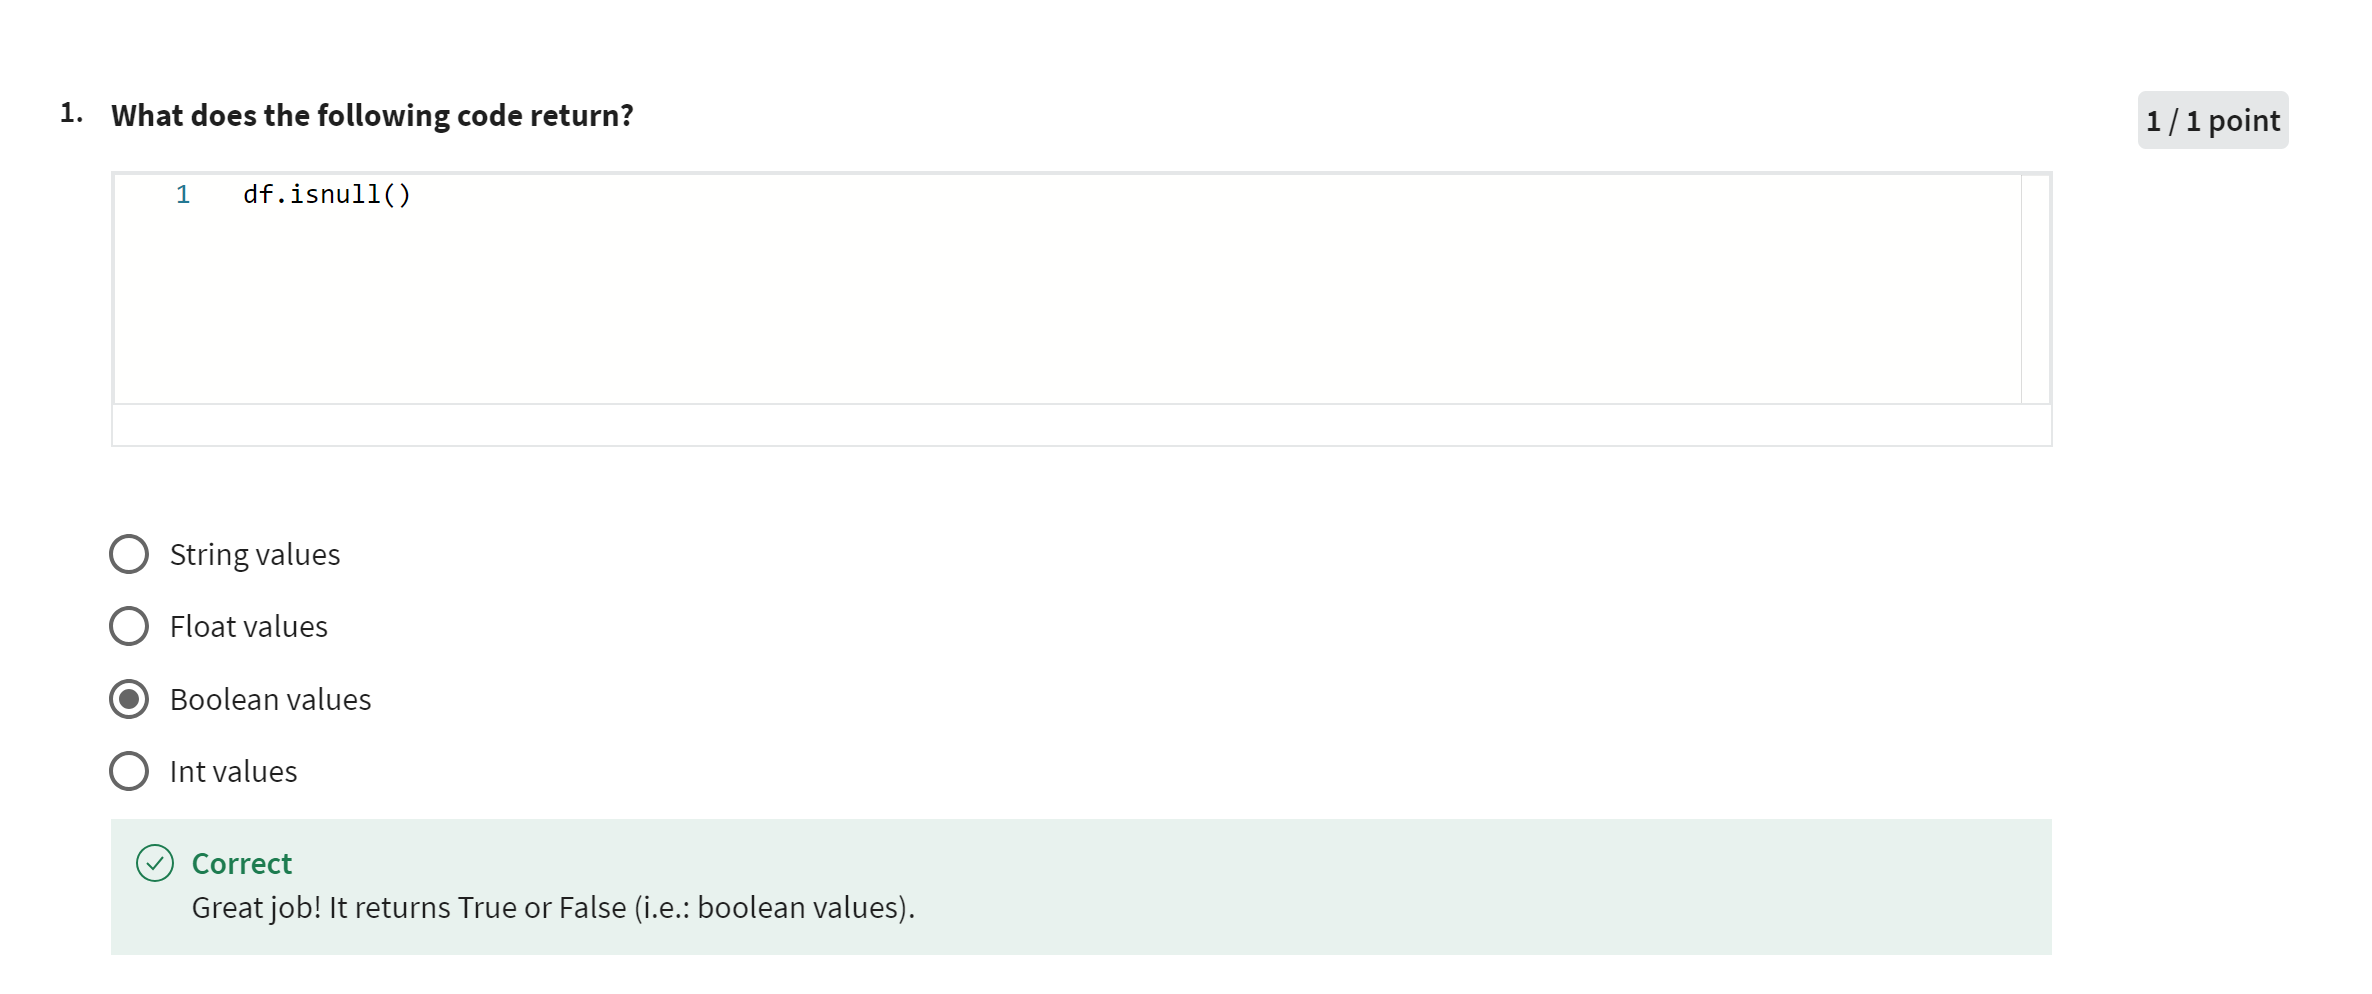 1. What does the following code return?
1 / 1 point
1 df.isnull()
String values
Float values
Boolean values
Int values
Correct
Great job! It returns True or False (i.e.: boolean values).